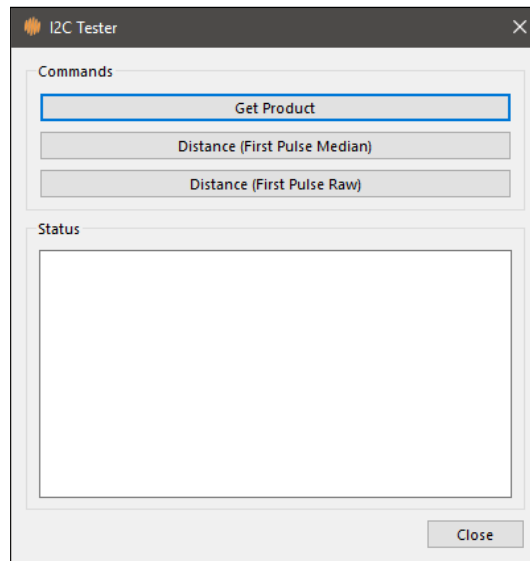 I2C Tester
Commands
Get Product
Distance (First Pulse Median)
Distance (First Pulse Raw)
Status
Close